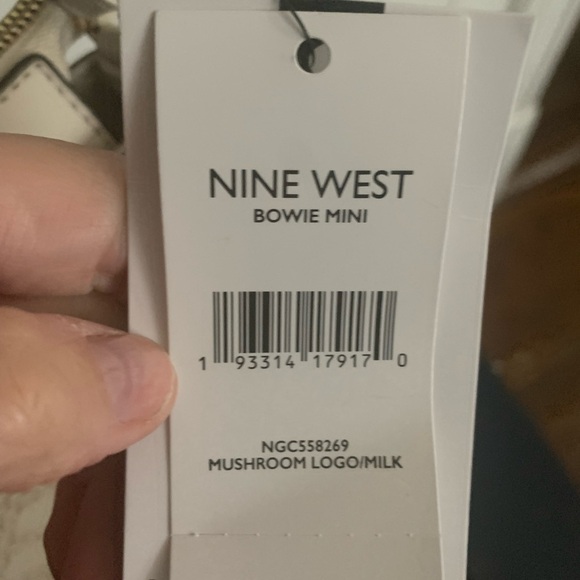 NINE WEST
BOWIE MINI
1 93314 17917 0
NGC558269
MUSHROOM LOGO/MILK